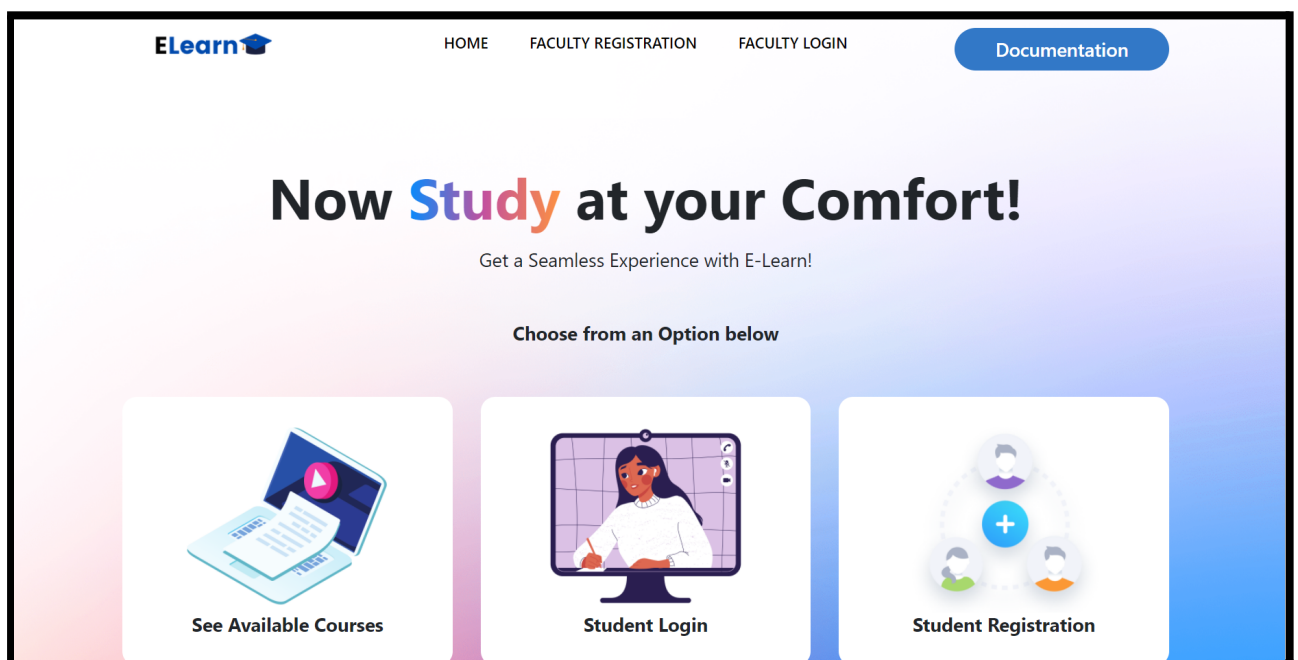 ELearn
HOME FACULTY REGISTRATION FACULTY LOGIN Documentation
Now Study at your Comfort!
Get a Seamless Experience with E-Learn!
Choose from an Option below
See Available Courses
Student Login
Student Registration